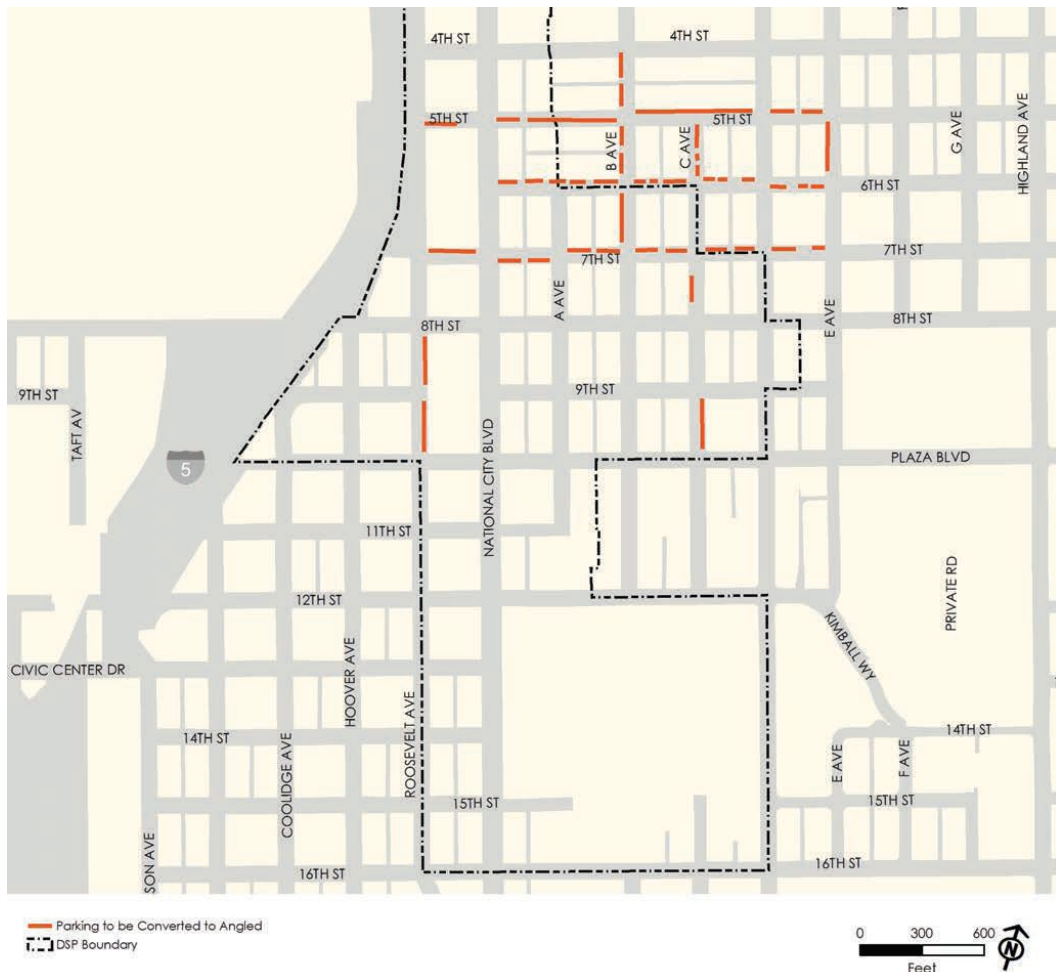 4TH ST
4TH ST
5TH ST
5TH ST
B AVE
C AVE
G AVE
HIGHLAND AVE
6TH ST
7TH ST
7TH ST
A AVE
8TH ST
E AVE
8TH ST
9TH ST
9TH ST
TAFT AV
5
NATIONAL CITY BLVD
PLAZA BLVD
11TH ST
12TH ST
PRIVATE RD
KIMBALL WY
CIVIC CENTER DR
HOOVER AVE
ROOSEVELT AVE
14TH ST
14TH ST
COOLIDGE AVE
E AVE
F AVE
15TH ST
15TH ST
SON AVE
16TH ST
16TH ST
Parking to be Converted to Angled
DSP Boundary
0 300 600
Feet
N